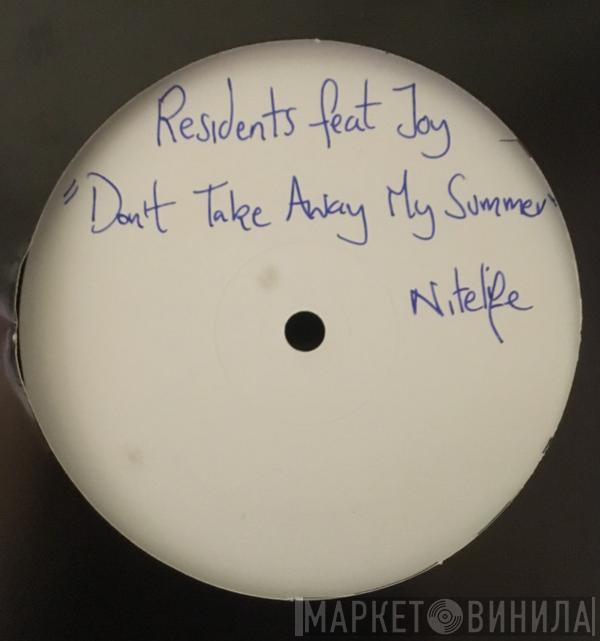 Residents feat Joy
"Don't Take Away My Summer"
Nitelife
МАРКЕТ ВИНИЛА